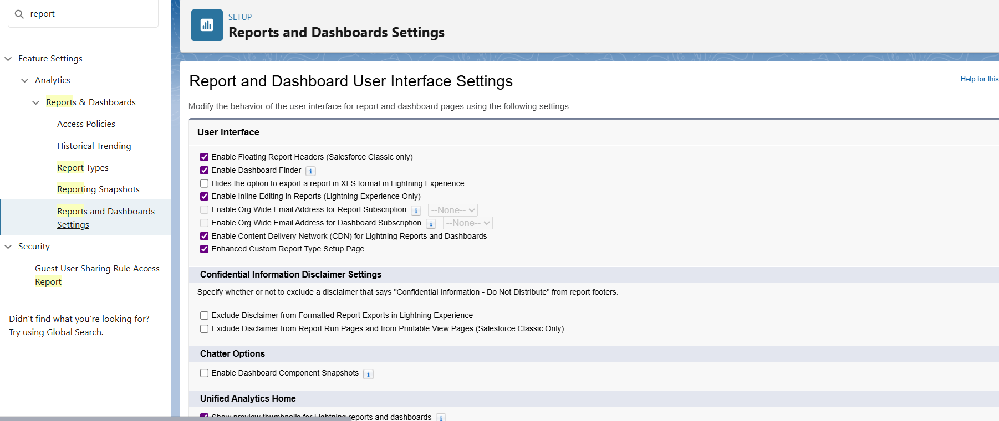 report
Feature Settings
Analytics
Reports & Dashboards
Access Policies
Historical Trending
Report Types
Reporting Snapshots
Reports and Dashboards
Settings
Security
Guest User Sharing Rule Access
Report
Didn't find what you're looking for?
Try using Global Search.
SETUP
Reports and Dashboards Settings
Report and Dashboard User Interface Settings
Help for this
Modify the behavior of the user interface for report and dashboard pages using the following settings:
User Interface
Enable Floating Report Headers (Salesforce Classic only)
Enable Dashboard Finder
Hides the option to export a report in XLS format in Lightning Experience
Enable Inline Editing in Reports (Lightning Experience Only)
Enable Org Wide Email Address for Report Subscription --None--
Enable Org Wide Email Address for Dashboard Subscription --None--
Enable Content Delivery Network (CDN) for Lightning Reports and Dashboards
Enhanced Custom Report Type Setup Page
Confidential Information Disclaimer Settings
Specify whether or not to exclude a disclaimer that says "Confidential Information - Do Not Distribute" from report footers.
Exclude Disclaimer from Formatted Report Exports in Lightning Experience
Exclude Disclaimer from Report Run Pages and from Printable View Pages (Salesforce Classic Only)
Chatter Options
Enable Dashboard Component Snapshots
Unified Analytics Home
Show preview thumbnails for Lightning reports and dashboards